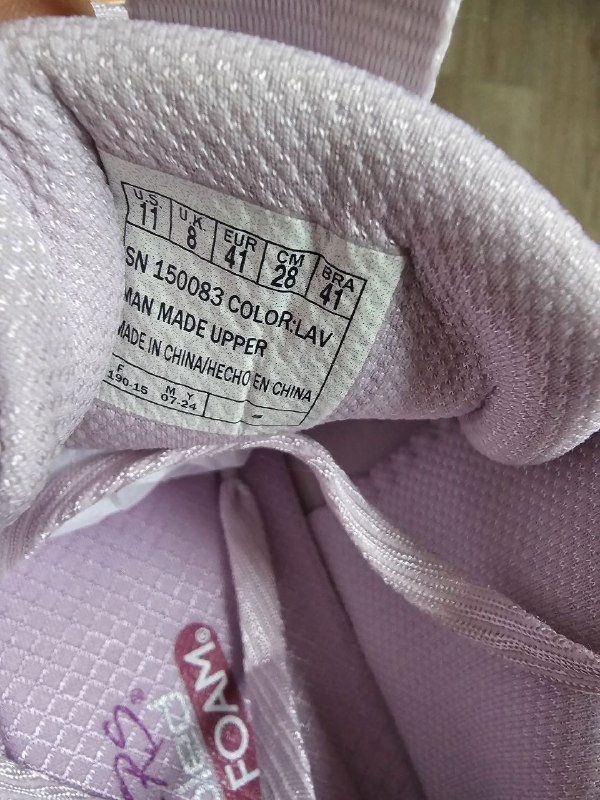 U.S UK EUR CM BRA
11 8 41 28 41
SN 150083 COLOR:LAV
MAN MADE UPPER
MADE IN CHINA/HECHO EN CHINA
F M Y
190-15 07-24 -
FOAM®